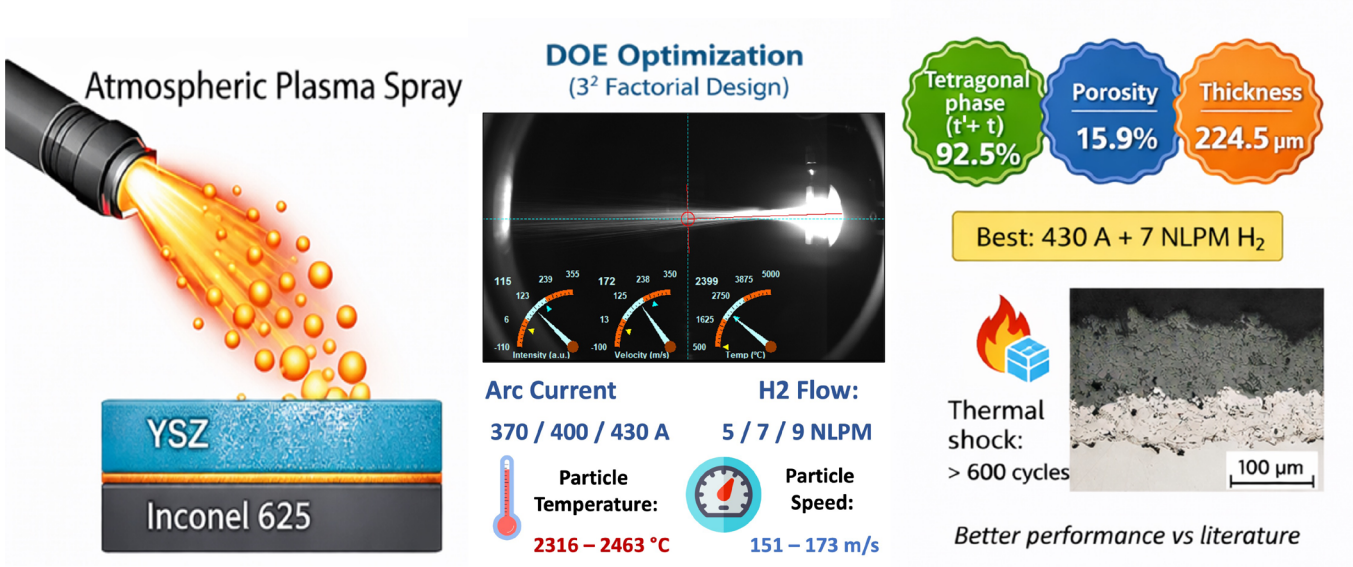 Atmospheric Plasma Spray
YSZ
Inconel 625
DOE Optimization
(3² Factorial Design)
115
-110
6
123
239
355
Intensity (a.u.)
172
-100
13
125
238
350
Velocity (m/s)
2399
500
1625
2750
3875
5000
Temp (°C)
Arc Current
370 / 400 / 430 A
H2 Flow:
5 / 7 / 9 NLPM
Particle
Temperature:
2316 – 2463 °C
Particle
Speed:
151 – 173 m/s
Tetragonal
phase
(t'+ t)
92.5%
Porosity
15.9%
Thickness
224.5 µm
Best: 430 A + 7 NLPM H₂
Thermal
shock:
> 600 cycles
100 µm
Better performance vs literature